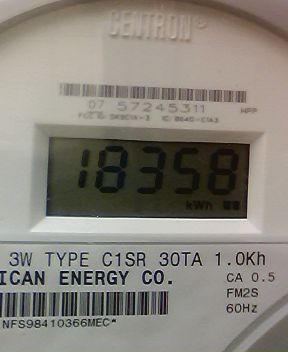 CENTRON®
07 57245311
18358
kWh
3W TYPE C1SR 30TA 1.0Kh
ICAN ENERGY CO.
CA 0.5
FM2S
60Hz
NFS98410366MEC*